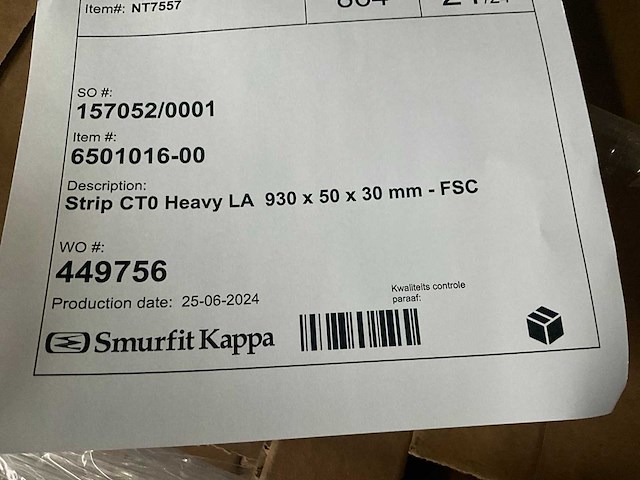 Item#: NT7557
SO #:
157052/0001
Item #:
6501016-00
Description:
Strip CT0 Heavy LA 930 x 50 x 30 mm - FSC
WO #:
449756
Production date: 25-06-2024
Kwaliteits controle
paraaf:
Smurfit Kappa